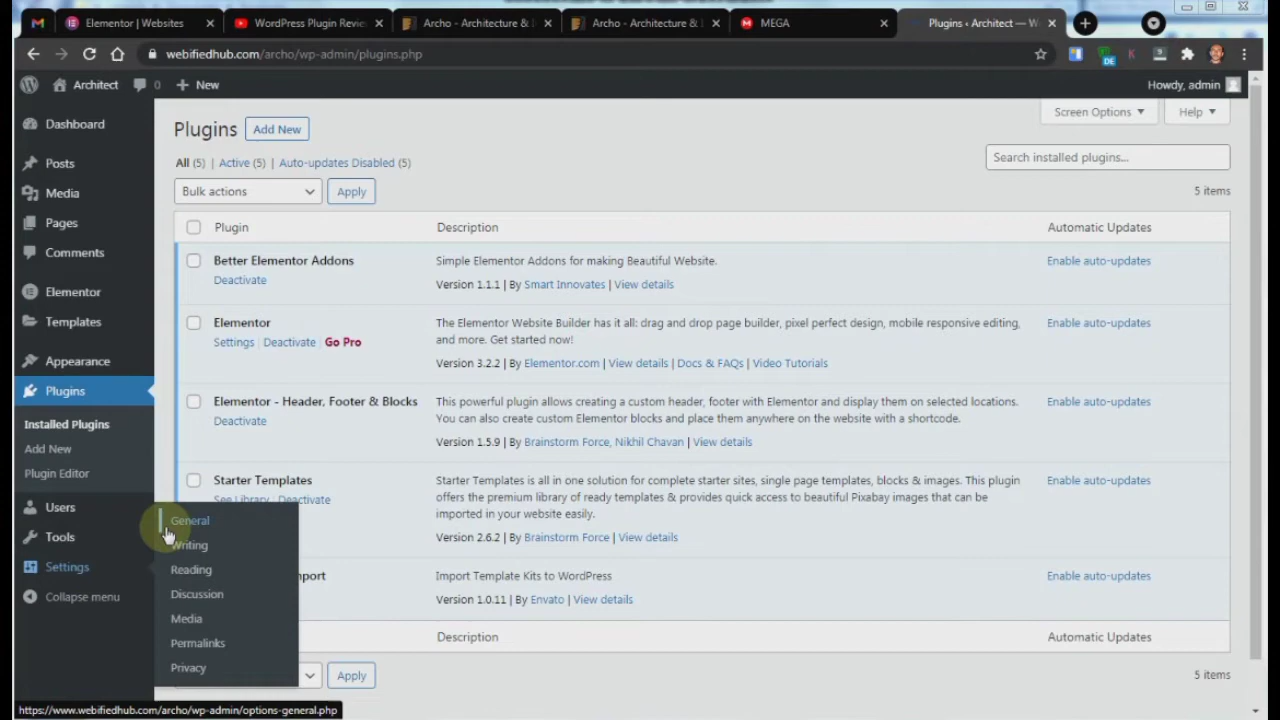 Elementor | Websites
WordPress Plugin Revie
Archo - Architecture &
Archo - Architecture &
MEGA
Plugins ‹ Architect — W
webifiedhub.com/archo/wp-admin/plugins.php
DE
Architect
0
New
Howdy, admin
Dashboard
Posts
Media
Pages
Comments
Elementor
Templates
Appearance
Plugins
Installed Plugins
Add New
Plugin Editor
Users
Tools
Settings
Collapse menu
General
Writing
Reading
Discussion
Media
Permalinks
Privacy
Screen Options
Help
Plugins
Add New
All (5) | Active (5) | Auto-updates Disabled (5)
Search installed plugins...
Bulk actions
Apply
5 items
Plugin Description Automatic Updates
Better Elementor Addons
Deactivate
Simple Elementor Addons for making Beautiful Website.
Version 1.1.1 | By Smart Innovates | View details
Enable auto-updates
Elementor
Settings | Deactivate | Go Pro
The Elementor Website Builder has it all: drag and drop page builder, pixel perfect design, mobile responsive editing,
and more. Get started now!
Version 3.2.2 | By Elementor.com | View details | Docs & FAQs | Video Tutorials
Enable auto-updates
Elementor - Header, Footer & Blocks
Deactivate
This powerful plugin allows creating a custom header, footer with Elementor and display them on selected locations.
You can also create custom Elementor blocks and place them anywhere on the website with a shortcode.
Version 1.5.9 | By Brainstorm Force, Nikhil Chavan | View details
Enable auto-updates
Starter Templates
See Library | Deactivate
Starter Templates is all in one solution for complete starter sites, single page templates, blocks & images. This plugin
offers the premium library of ready templates & provides quick access to beautiful Pixabay images that can be
imported in your website easily.
Version 2.6.2 | By Brainstorm Force | View details
Enable auto-updates
Import Template Kits to WordPress
Version 1.0.11 | By Envato | View details
Enable auto-updates
Description Automatic Updates
Apply
5 items
https://www.webifiedhub.com/archo/wp-admin/options-general.php